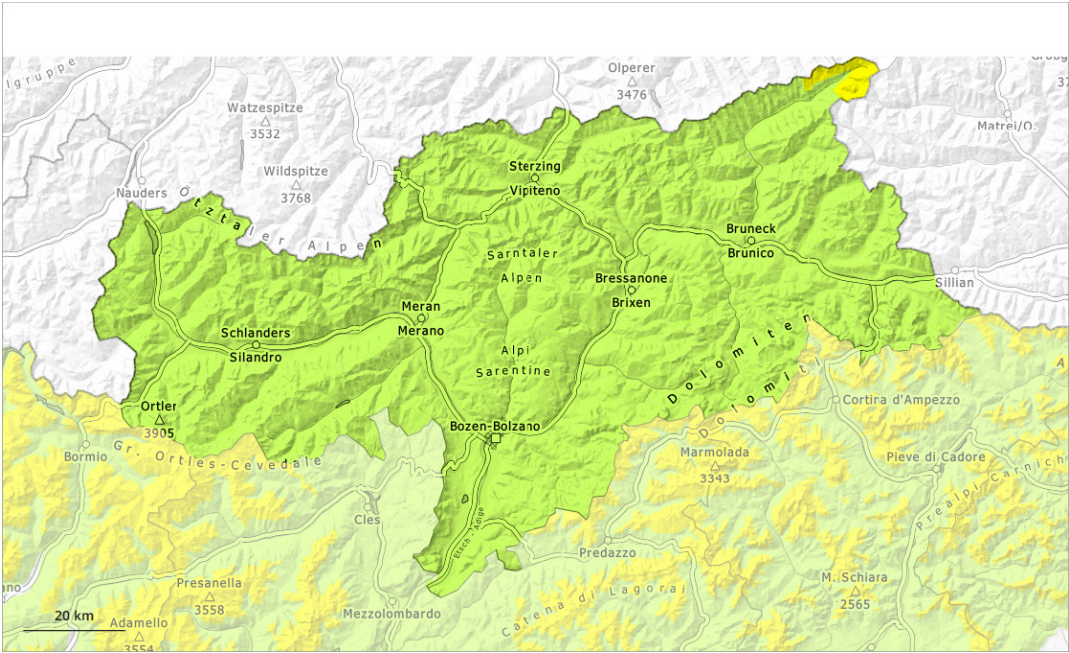 lgruppe
Olperer
3476
Watzespitze
3532
Matrei/O.
Sterzing
Vipiteno
Wildspitze
3768
Nauders
Ötztaler Alpen
Bruneck
Brunico
Sarntaler
Alpen
Sillian
Bressanone
Brixen
Meran
Merano
Schlanders
Silandro
Alpi
Sarentine
Dolomiten
Dolomiti
Ortler
3905
Cortina d'Ampezzo
Bozen-Bolzano
Gr. Ortles-Cevedale
Bormio
Marmolada
3343
Pieve di Cadore
Prealpi Carnich
Cles
Etsch - Adige
Predazzo
Presanella
3558
M. Schiara
2565
ano
Mezzolombardo
Catena di Lagorai
20 km
Adamello
3554